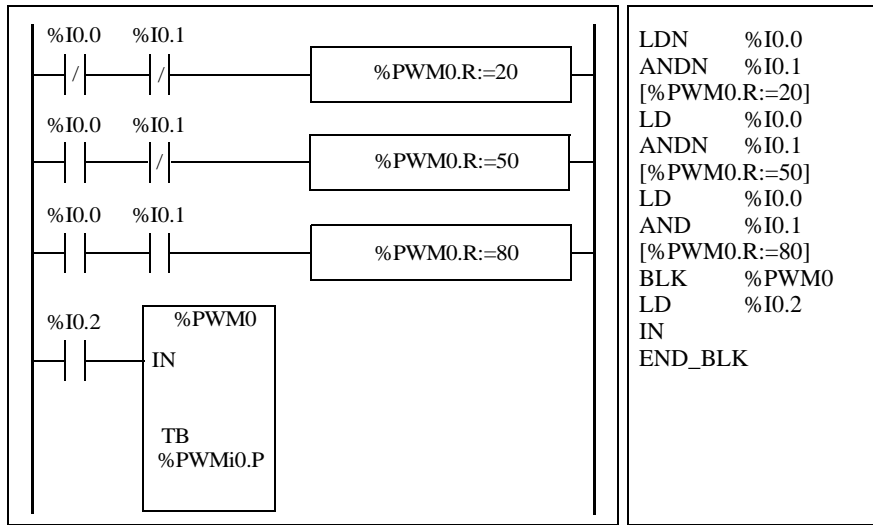 %I0.0 %I0.1
/ /
%PWM0.R:=20
%I0.0 %I0.1
/
%PWM0.R:=50
%I0.0 %I0.1
%PWM0.R:=80
%I0.2
%PWM0
IN
TB
%PWMi0.P
LDN %I0.0
ANDN %I0.1
[%PWM0.R:=20]
LD %I0.0
ANDN %I0.1
[%PWM0.R:=50]
LD %I0.0
AND %I0.1
[%PWM0.R:=80]
BLK %PWM0
LD %I0.2
IN
END_BLK